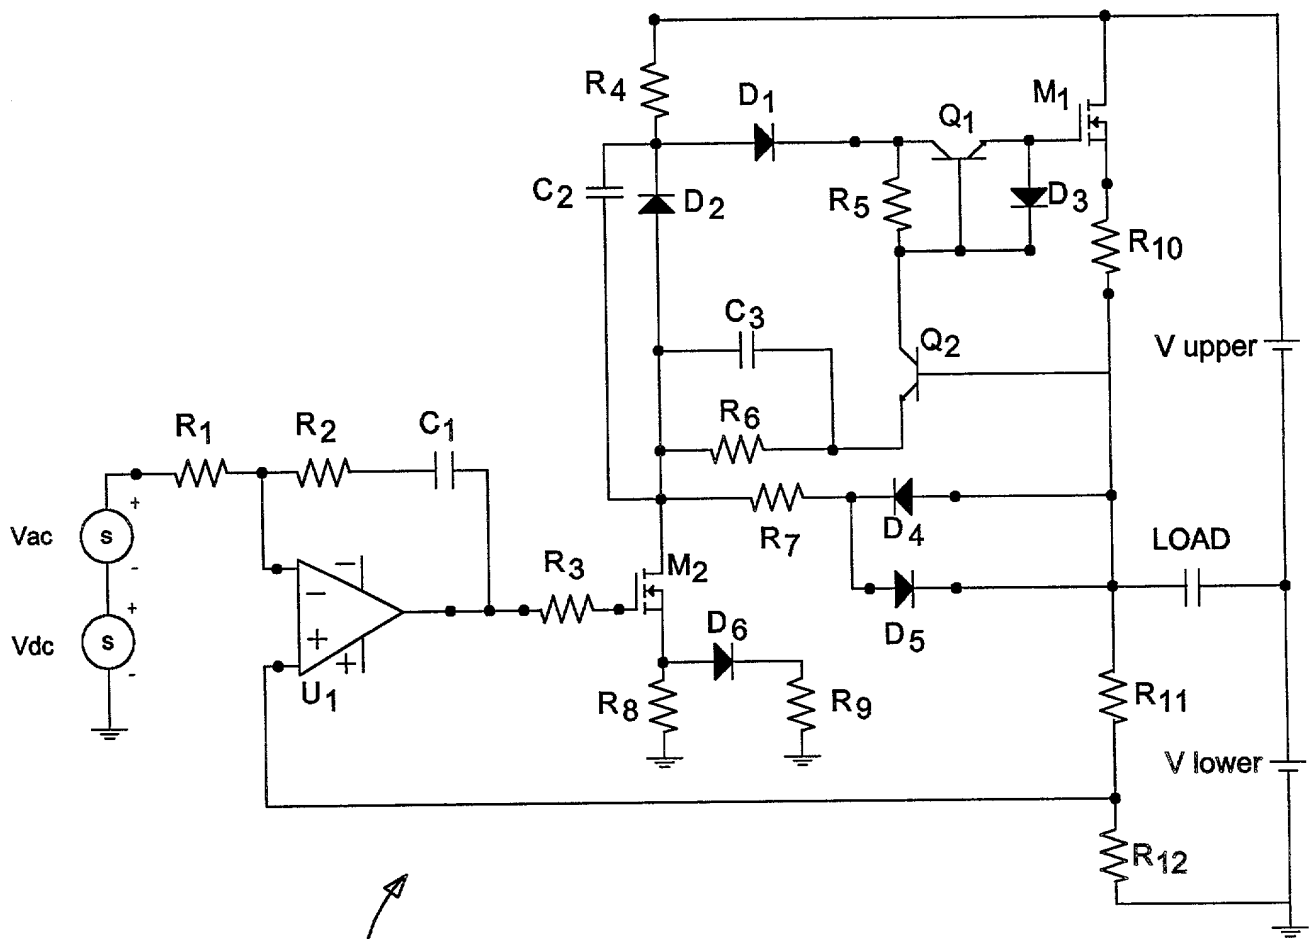 R4
D1
Q1
M1
C2
D2
R5
D3
R10
C3
Q2
V upper
R6
R1
R2
C1
+
Vac
S
-
D4
R7
LOAD
R3
M2
+
Vdc
S
-
−
−
+
+
U1
D6
D5
R8
R9
R11
V lower
R12